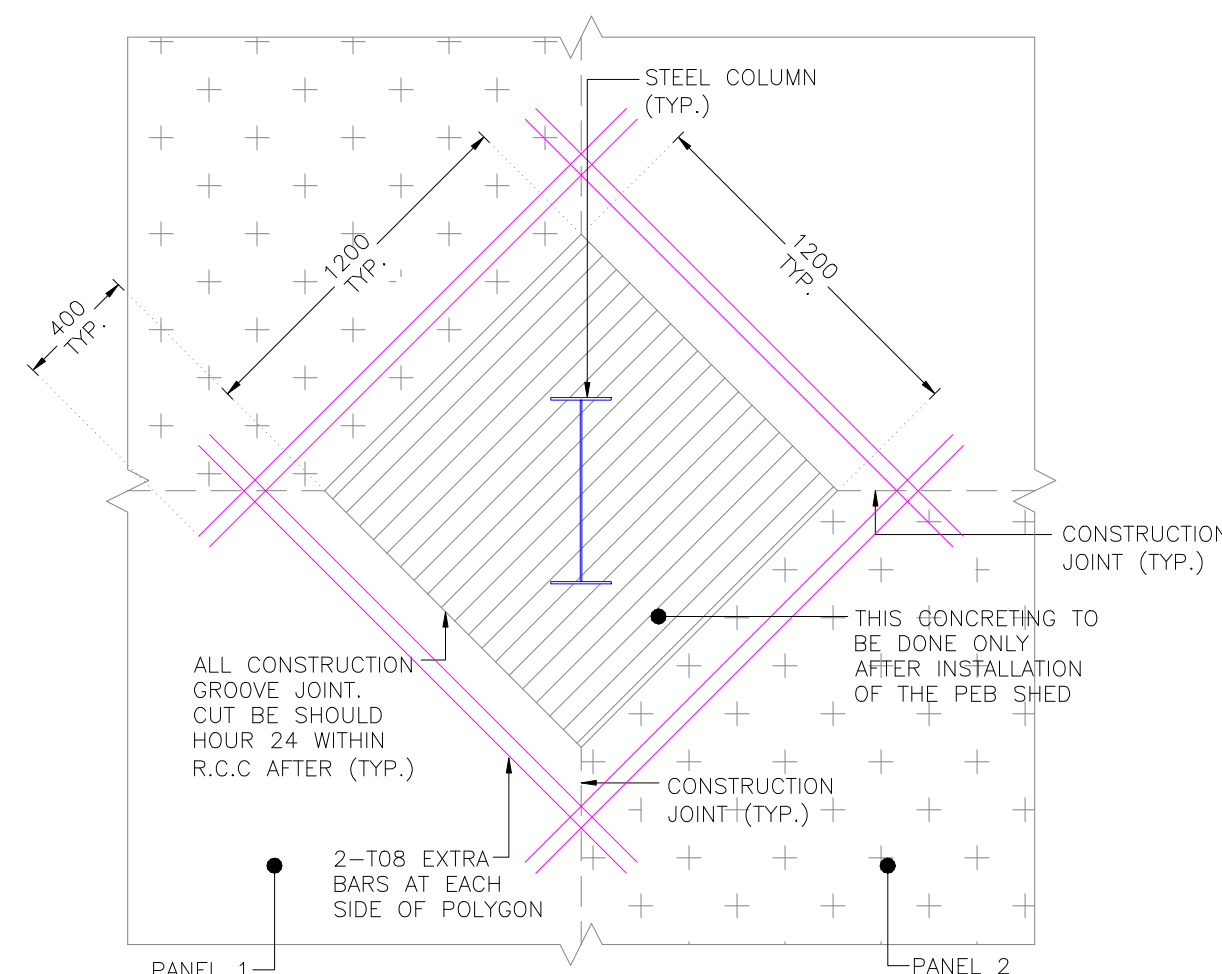 STEEL COLUMN
(TYP.)
1200
TYP.
1200
TYP.
400
TYP.
CONSTRUCTION
JOINT (TYP.)
THIS CONCRETING TO
BE DONE ONLY
AFTER INSTALLATION
OF THE PEB SHED
ALL CONSTRUCTION
GROOVE JOINT.
CUT BE SHOULD
HOUR 24 WITHIN
R.C.C AFTER (TYP.)
CONSTRUCTION
JOINT (TYP.)
2-T08 EXTRA
BARS AT EACH
SIDE OF POLYGON
PANEL 1
PANEL 2